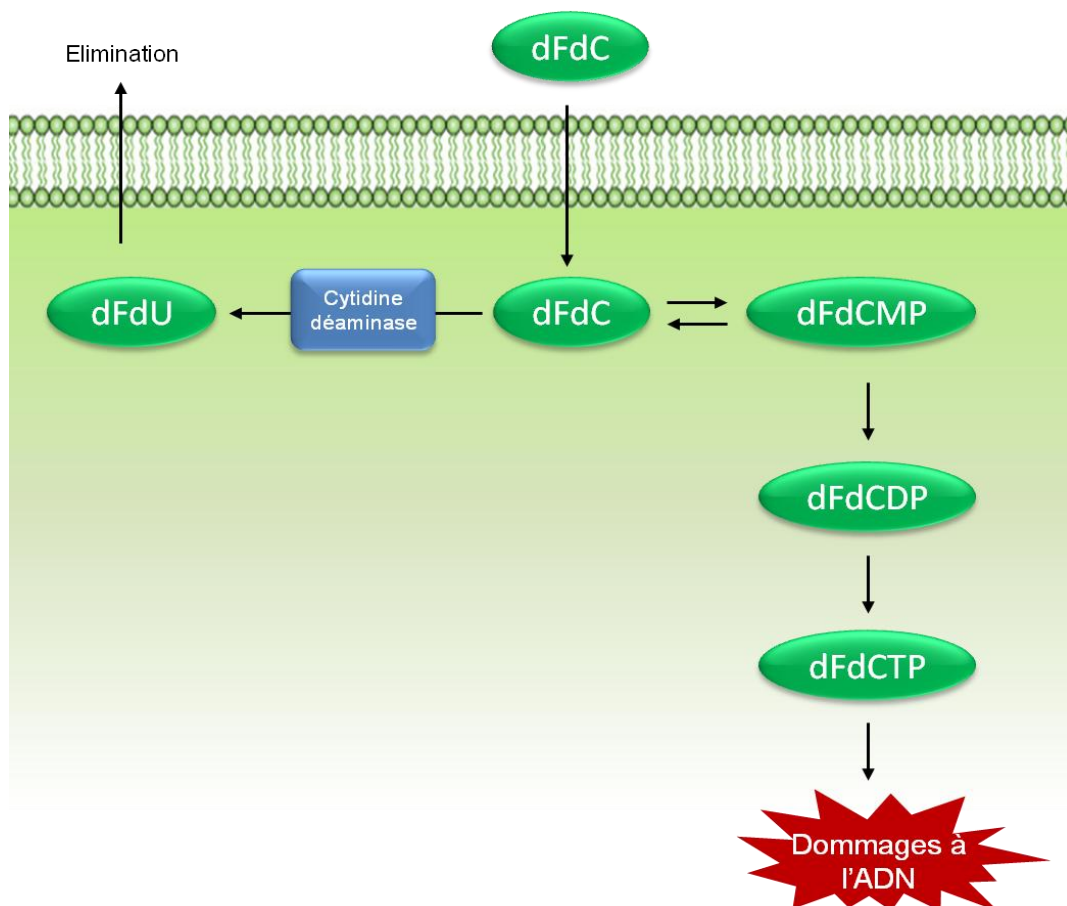 dFdC
Elimination
dFdU
Cytidine
déaminase
dFdC
dFdCMP
dFdCDP
dFdCTP
Dommages à
l'ADN